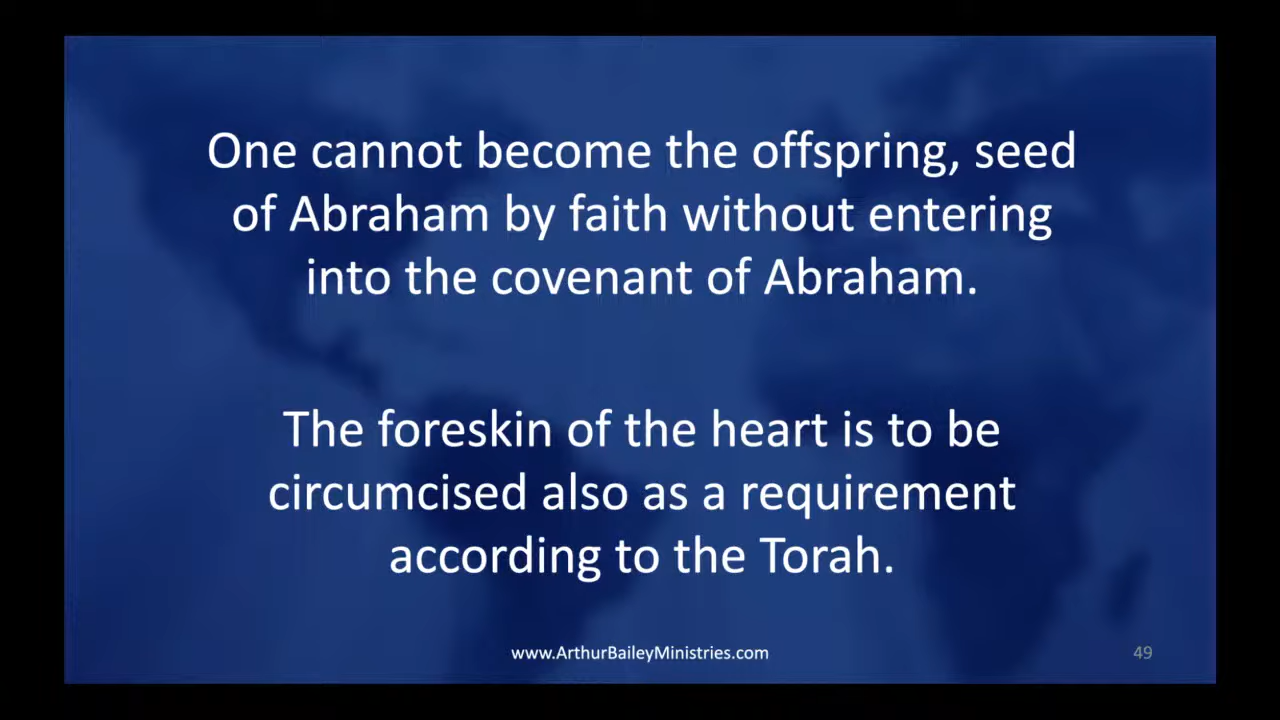 One cannot become the offspring, seed
of Abraham by faith without entering
into the covenant of Abraham.
The foreskin of the heart is to be
circumcised also as a requirement
according to the Torah.
www.ArthurBaileyMinistries.com
49